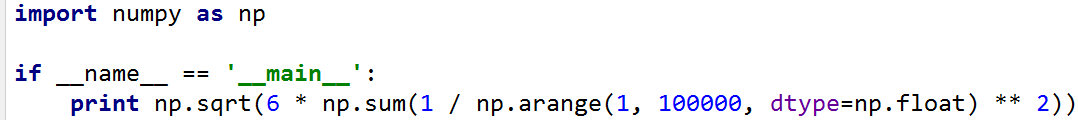 import numpy as np
if __name__ == '__main__':
    print np.sqrt(6 * np.sum(1 / np.arange(1, 100000, dtype=np.float) ** 2))